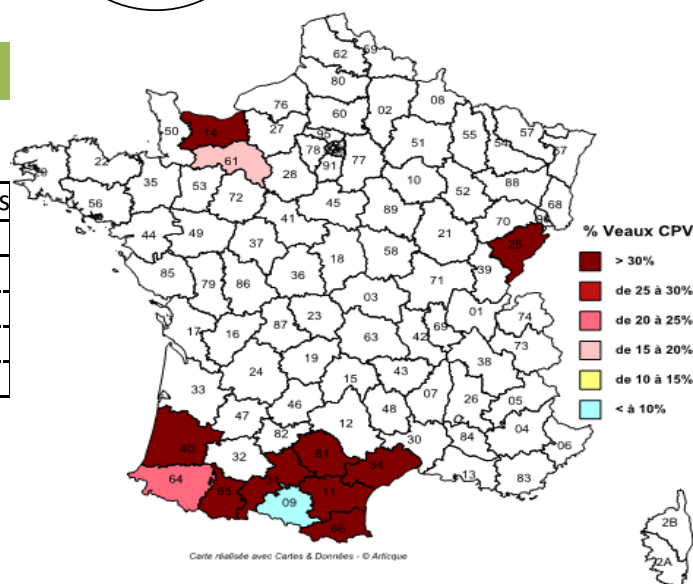 62 59
80
76 02 08
60
50 14 27 95 51 55 54 57 67
78 77
61 91
22 28 10 88
35 53 52 68
56 72 45 89 70 90
41
44 49 21 25
37 18 58
39
85 79 86 36 71
03 01 74
17 16 87 23 63 42 69 73
19 38
24 15 43
33 07 26 05
46 48
47 12 04
82 30 84 06
40 32 81 34
13 83
64 65 31 11
09
66
2B
2A
s
% Veaux CPV
> 30%
de 25 à 30%
de 20 à 25%
de 15 à 20%
de 10 à 15%
< à 10%
Carte réalisée avec Cartes & Données - © Articque